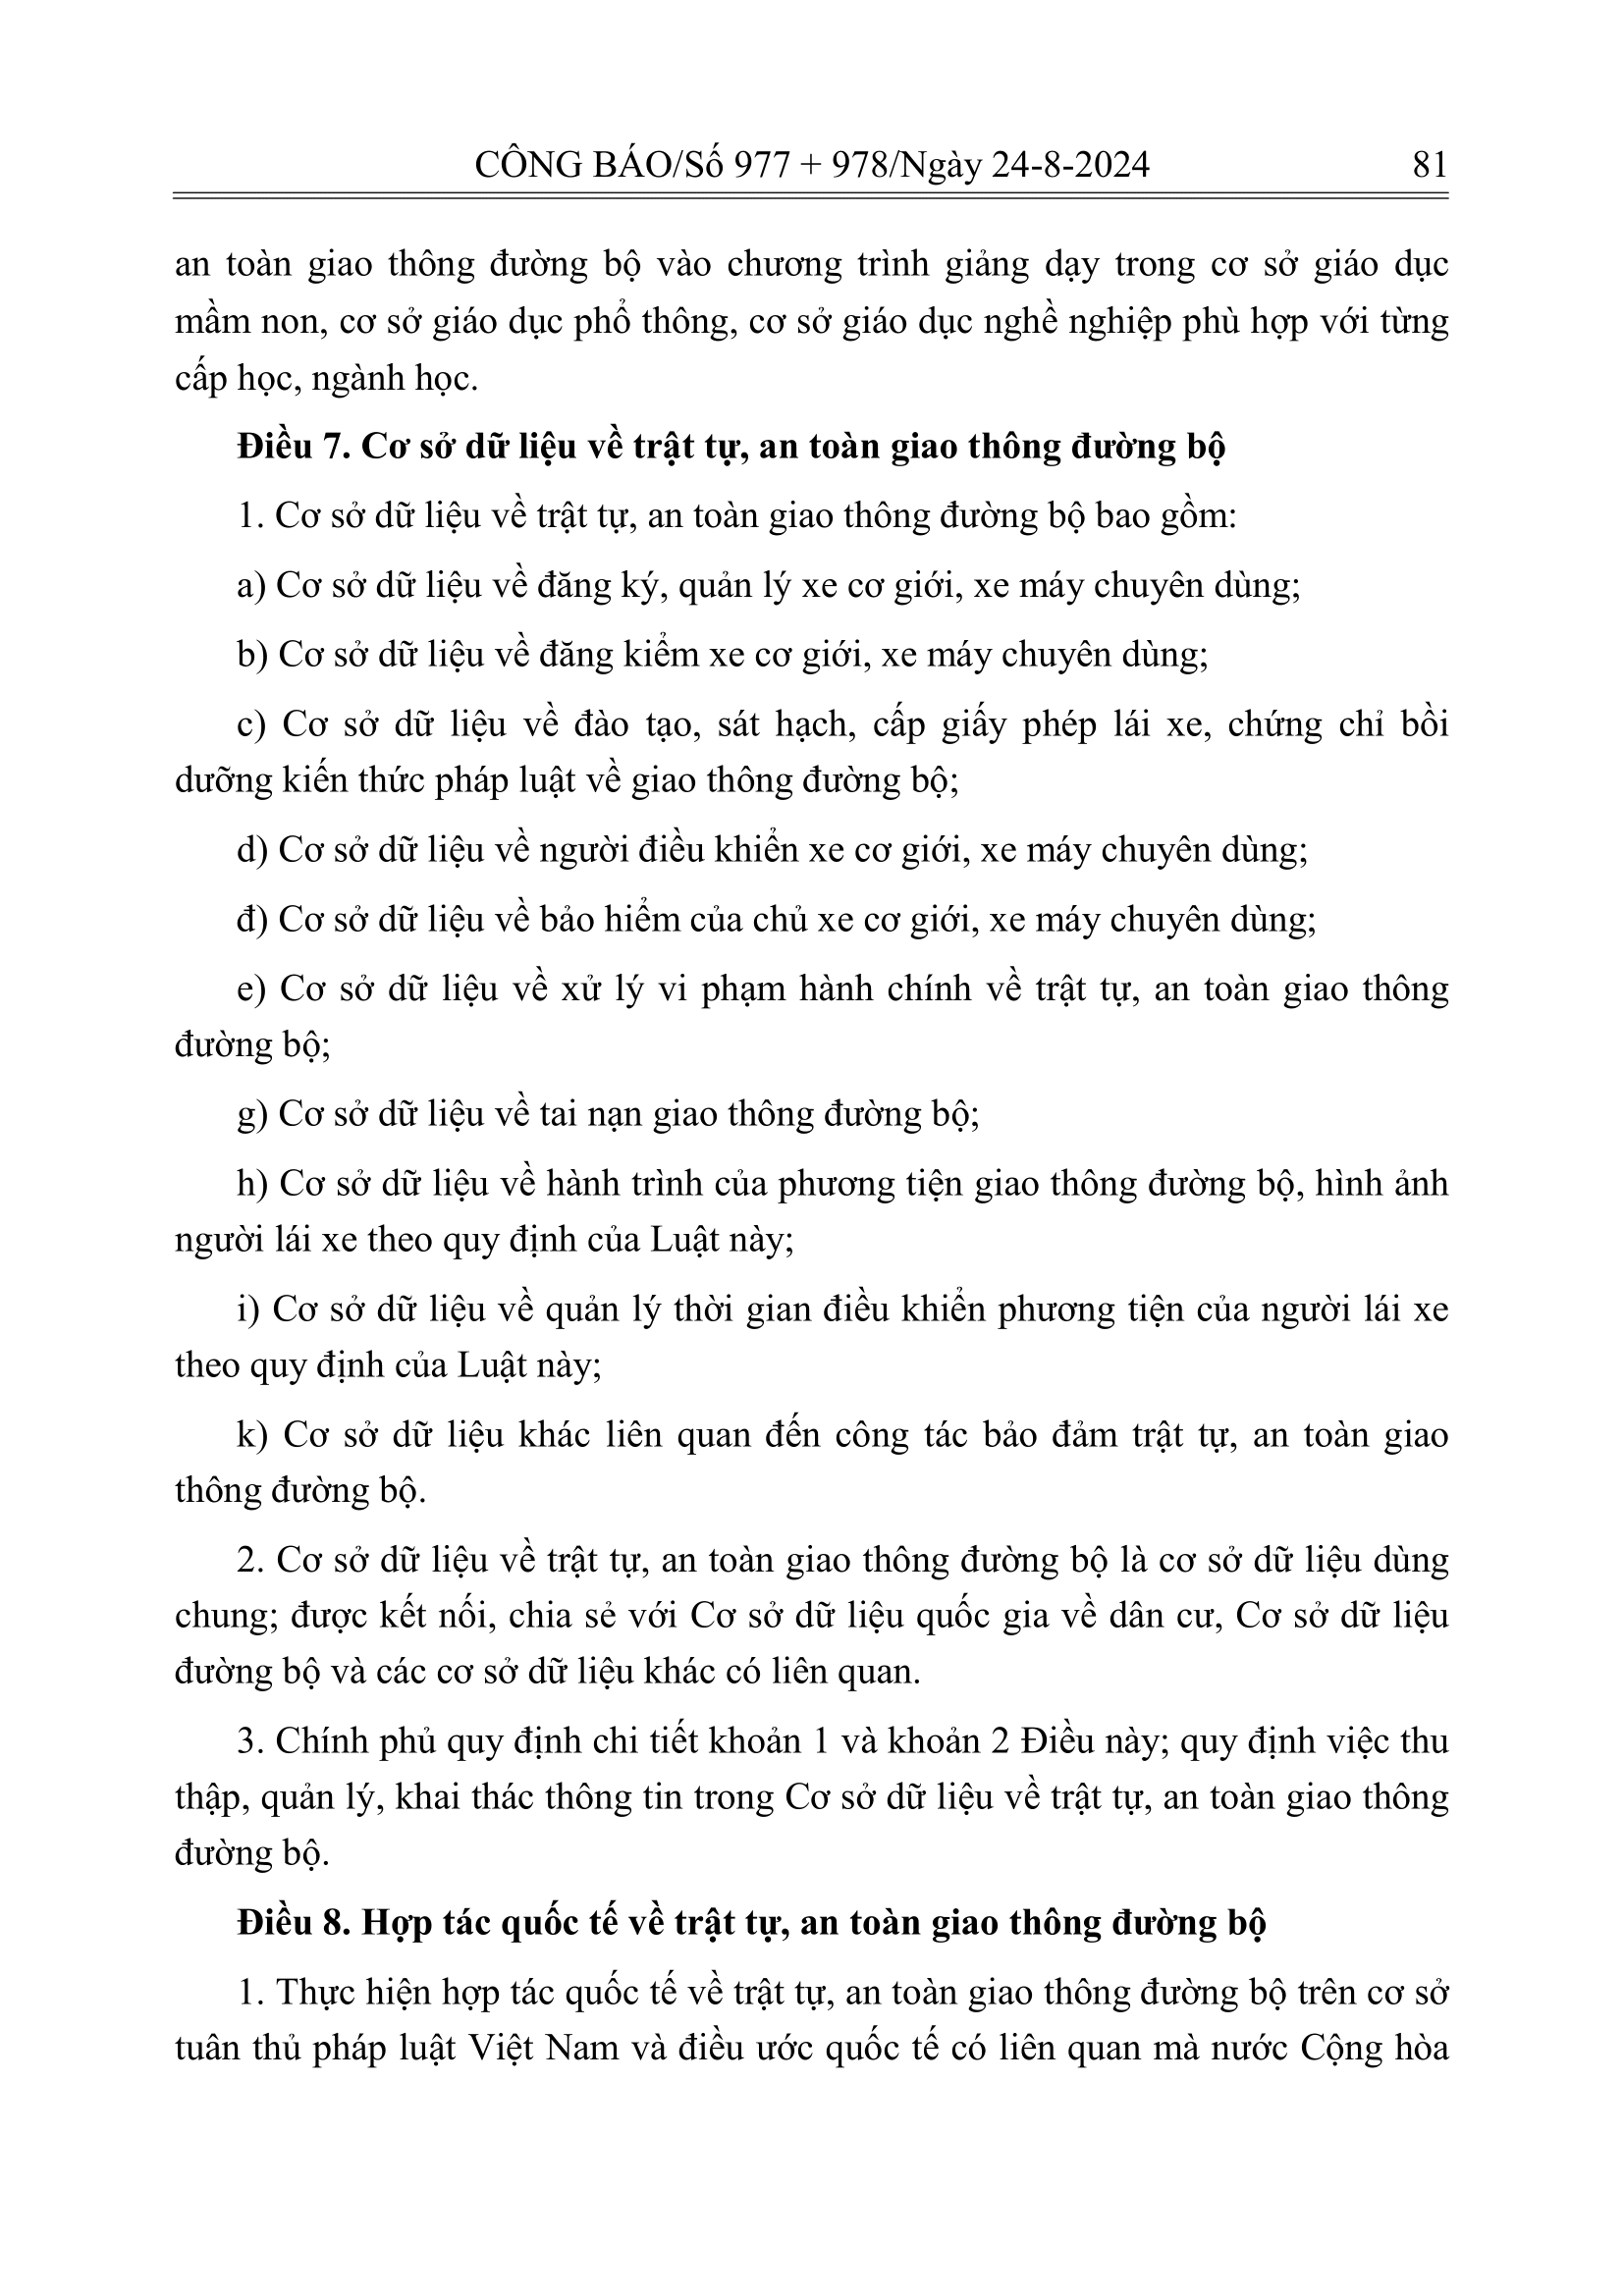 CÔNG BÁO/Số 977 + 978/Ngày 24-8-2024 81
an toàn giao thông đường bộ vào chương trình giảng dạy trong cơ sở giáo dục
mầm non, cơ sở giáo dục phổ thông, cơ sở giáo dục nghề nghiệp phù hợp với từng
cấp học, ngành học.
Điều 7. Cơ sở dữ liệu về trật tự, an toàn giao thông đường bộ
1. Cơ sở dữ liệu về trật tự, an toàn giao thông đường bộ bao gồm:
a) Cơ sở dữ liệu về đăng ký, quản lý xe cơ giới, xe máy chuyên dùng;
b) Cơ sở dữ liệu về đăng kiểm xe cơ giới, xe máy chuyên dùng;
c) Cơ sở dữ liệu về đào tạo, sát hạch, cấp giấy phép lái xe, chứng chỉ bồi
dưỡng kiến thức pháp luật về giao thông đường bộ;
d) Cơ sở dữ liệu về người điều khiển xe cơ giới, xe máy chuyên dùng;
đ) Cơ sở dữ liệu về bảo hiểm của chủ xe cơ giới, xe máy chuyên dùng;
e) Cơ sở dữ liệu về xử lý vi phạm hành chính về trật tự, an toàn giao thông
đường bộ;
g) Cơ sở dữ liệu về tai nạn giao thông đường bộ;
h) Cơ sở dữ liệu về hành trình của phương tiện giao thông đường bộ, hình ảnh
người lái xe theo quy định của Luật này;
i) Cơ sở dữ liệu về quản lý thời gian điều khiển phương tiện của người lái xe
theo quy định của Luật này;
k) Cơ sở dữ liệu khác liên quan đến công tác bảo đảm trật tự, an toàn giao
thông đường bộ.
2. Cơ sở dữ liệu về trật tự, an toàn giao thông đường bộ là cơ sở dữ liệu dùng
chung; được kết nối, chia sẻ với Cơ sở dữ liệu quốc gia về dân cư, Cơ sở dữ liệu
đường bộ và các cơ sở dữ liệu khác có liên quan.
3. Chính phủ quy định chi tiết khoản 1 và khoản 2 Điều này; quy định việc thu
thập, quản lý, khai thác thông tin trong Cơ sở dữ liệu về trật tự, an toàn giao thông
đường bộ.
Điều 8. Hợp tác quốc tế về trật tự, an toàn giao thông đường bộ
1. Thực hiện hợp tác quốc tế về trật tự, an toàn giao thông đường bộ trên cơ sở
tuân thủ pháp luật Việt Nam và điều ước quốc tế có liên quan mà nước Cộng hòa